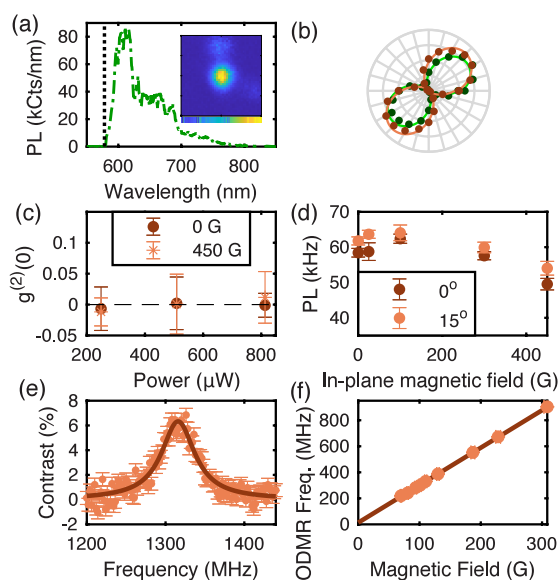 (a)
80
60
40
20
0
PL (kCts/nm)
600
700
800
Wavelength (nm)
(b)
(c)
0 G
450 G
0.1
0.05
0
-0.05
g(2)(0)
200
400
600
800
Power (μW)
(d)
70
60
50
40
PL (kHz)
0°
15°
0
200
400
In-plane magnetic field (G)
(e)
8
6
4
2
0
-2
Contrast (%)
1200
1300
1400
Frequency (MHz)
(f)
800
600
400
200
0
ODMR Freq. (MHz)
0
100
200
300
Magnetic Field (G)